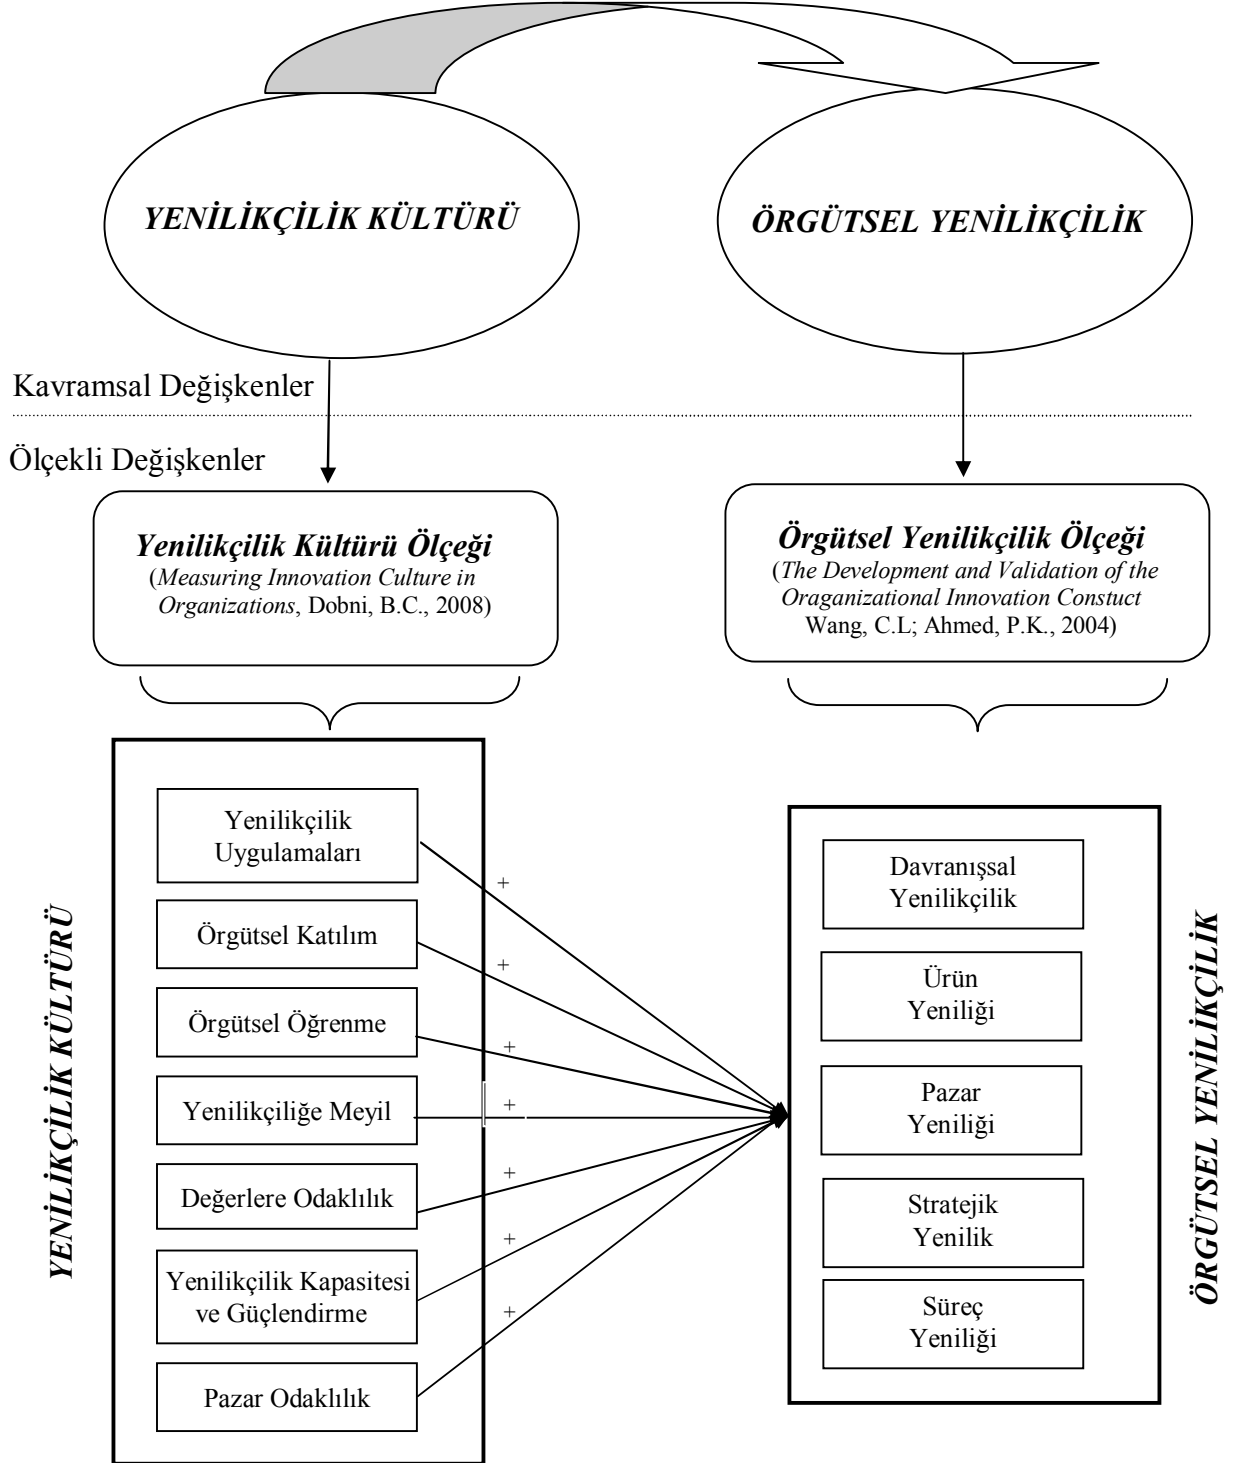 YENİLİKÇİLİK KÜLTÜRÜ
ÖRGÜTSEL YENİLİKÇİLİK
Kavramsal Değişkenler
Ölçekli Değişkenler
Yenilikçilik Kültürü Ölçeği
(Measuring Innovation Culture in
Organizations, Dobni, B.C., 2008)
Örgütsel Yenilikçilik Ölçeği
(The Development and Validation of the
Oraganizational Innovation Constuct
Wang, C.L; Ahmed, P.K., 2004)
YENİLİKÇİLİK KÜLTÜRÜ
Yenilikçilik
Uygulamaları
Örgütsel Katılım
Örgütsel Öğrenme
Yenilikçiliğe Meyil
Değerlere Odaklılık
Yenilikçilik Kapasitesi
ve Güçlendirme
Pazar Odaklılık
+
+
+
+
+
+
+
Davranışsal
Yenilikçilik
Ürün
Yeniliği
Pazar
Yeniliği
Stratejik
Yenilik
Süreç
Yeniliği
ÖRGÜTSEL YENİLİKÇİLİK